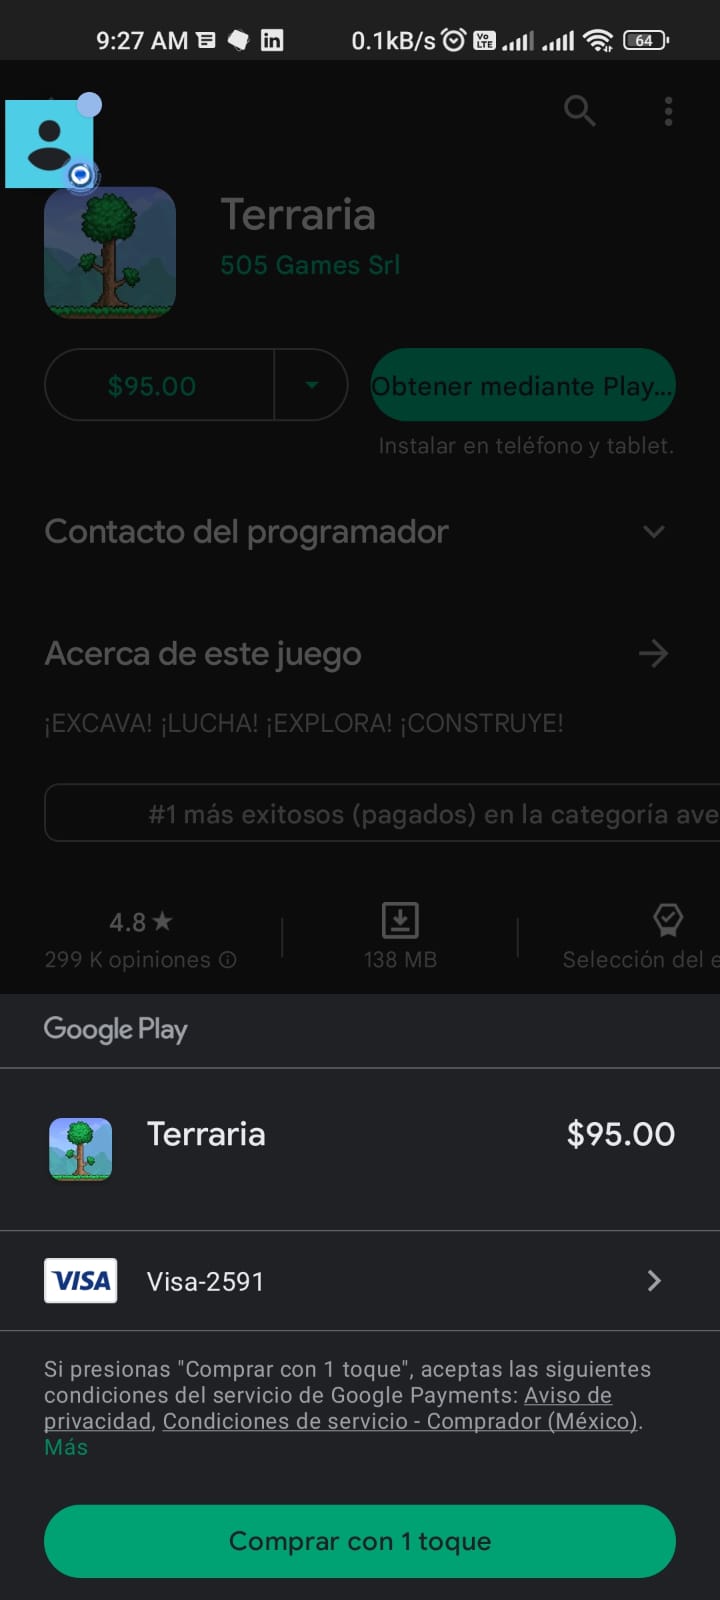 9:27 AM in 0.1kB/s Vo LTE 64
Terraria
505 Games Srl
$95.00
Obtener mediante Play...
Instalar en teléfono y tablet.
Contacto del programador
Acerca de este juego
¡EXCAVA! ¡LUCHA! ¡EXPLORA! ¡CONSTRUYE!
#1 más exitosos (pagados) en la categoría ave
4.8★
299 K opiniones
138 MB
Selección del e
Google Play
Terraria
$95.00
VISA
Visa-2591
Si presionas "Comprar con 1 toque", aceptas las siguientes
condiciones del servicio de Google Payments: Aviso de
privacidad, Condiciones de servicio - Comprador (México).
Más
Comprar con 1 toque